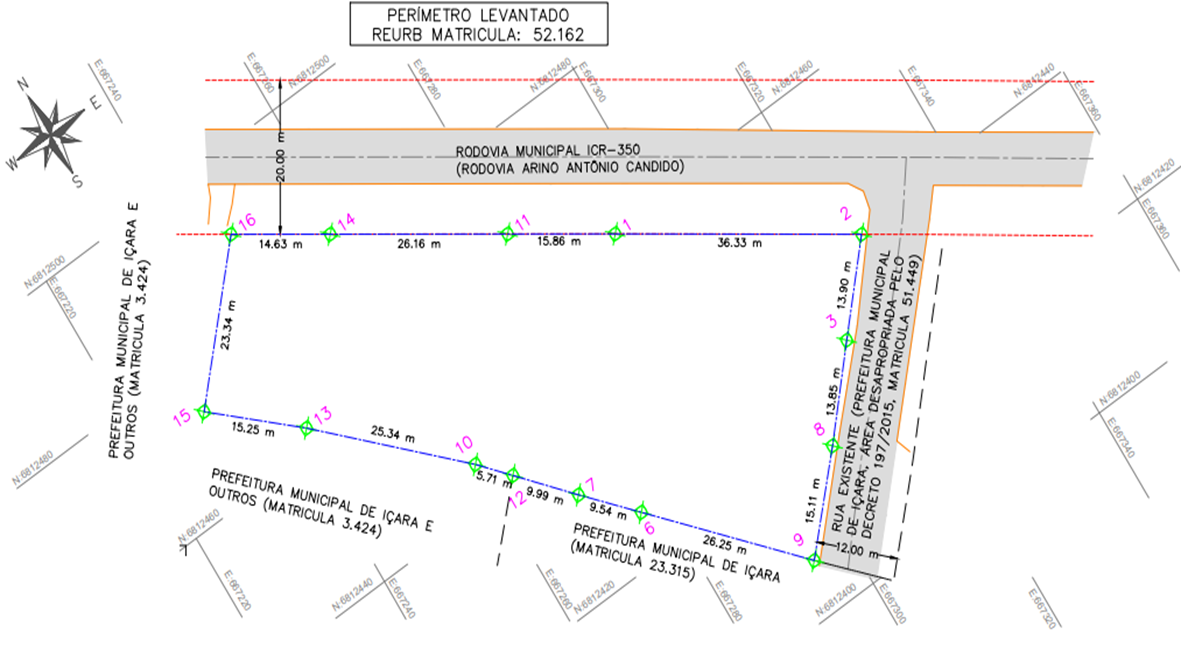 PERÍMETRO LEVANTADO
REURB MATRICULA: 52.162
N
E
W
S
E:667240
E:667260
N:6812500
E:667280
N:6812480
E:667300
E:667320
N:6812460
E:667340
N:6812440
E:667360
20.00 m
RODOVIA MUNICIPAL ICR-350
(RODOVIA ARINO ANTÔNIO CANDIDO)
N:6812420
E:667360
16
14
11
1
2
14.63 m
26.16 m
15.86 m
36.33 m
PREFEITURA MUNICIPAL DE IÇARA E
OUTROS (MATRICULA 3.424)
N:6812500
E:667220
23.34 m
13.90 m
3
13.85 m
8
15.11 m
9
RUA EXISTENTE (PREFEITURA MUNICIPAL
DE IÇARA, ÁREA DESAPROPRIADA PELO
DECRETO 197/2015, MATRICULA 51.449)
12.00 m
N:6812400
E:667340
15
13
10
12
7
6
15.25 m
25.34 m
5.71 m
9.99 m
9.54 m
26.25 m
N:6812480
PREFEITURA MUNICIPAL DE IÇARA E
OUTROS (MATRICULA 3.424)
PREFEITURA MUNICIPAL DE IÇARA
(MATRICULA 23.315)
N:6812460
E:667220
N:6812440
E:667240
E:667260
N:6812420
E:667280
N:6812400
E:667300
E:667320